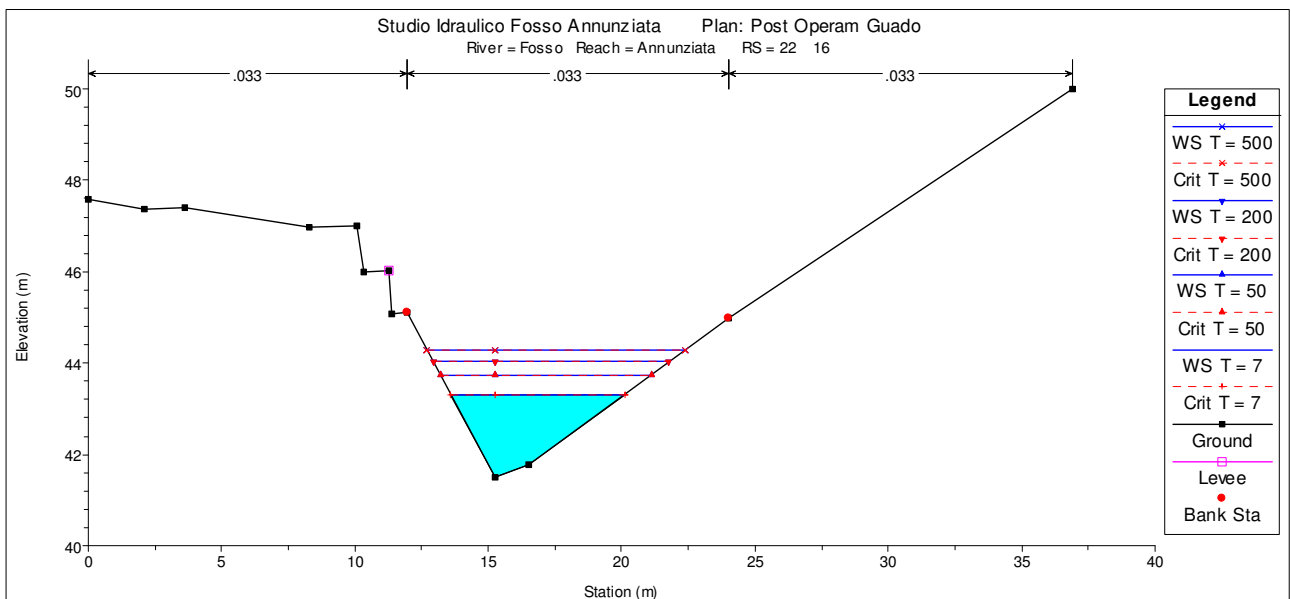 Studio Idraulico Fosso Annunziata Plan: Post Operam Guado
River = Fosso Reach = Annunziata RS = 22 16
.033 .033 .033
Legend
WS T = 500
Crit T = 500
WS T = 200
Crit T = 200
WS T = 50
Crit T = 50
WS T = 7
Crit T = 7
Ground
Levee
Bank Sta
Elevation (m)
50
48
46
44
42
40
0 5 10 15 20 25 30 35 40
Station (m)